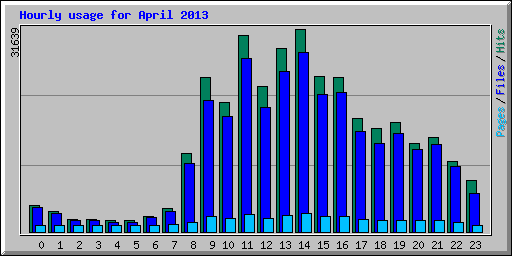 Hourly usage for April 2013
31639
Pages / Files / Hits
0 1 2 3 4 5 6 7 8 9 10 11 12 13 14 15 16 17 18 19 20 21 22 23